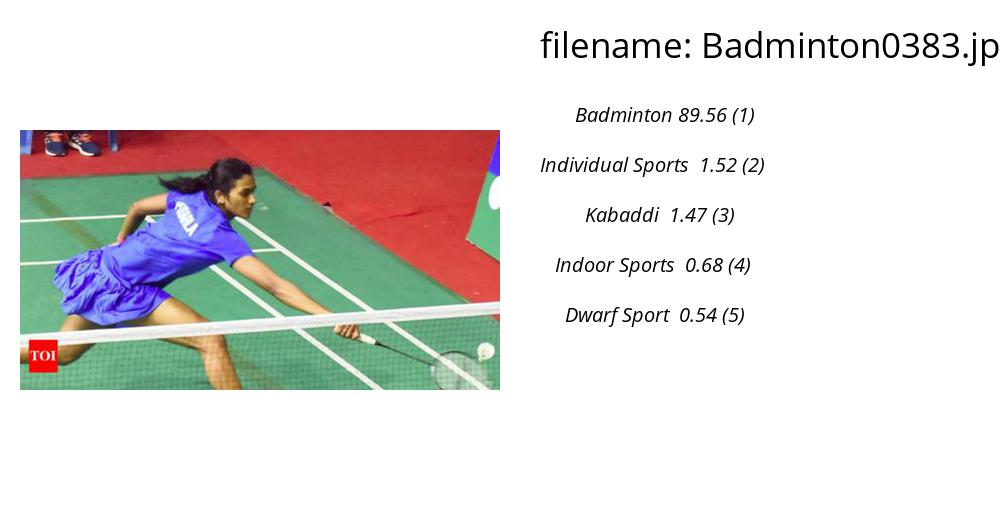 filename: Badminton0383.jp
Badminton 89.56 (1)
Individual Sports 1.52 (2)
Kabaddi 1.47 (3)
Indoor Sports 0.68 (4)
Dwarf Sport 0.54 (5)
TOI